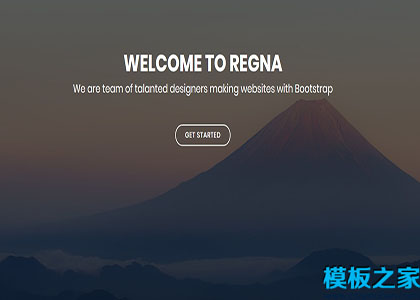 WELCOME TO REGNA
We are team of talanted designers making websites with Bootstrap
GET STARTED
模板之家